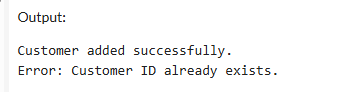 Output:
Customer added successfully.
Error: Customer ID already exists.